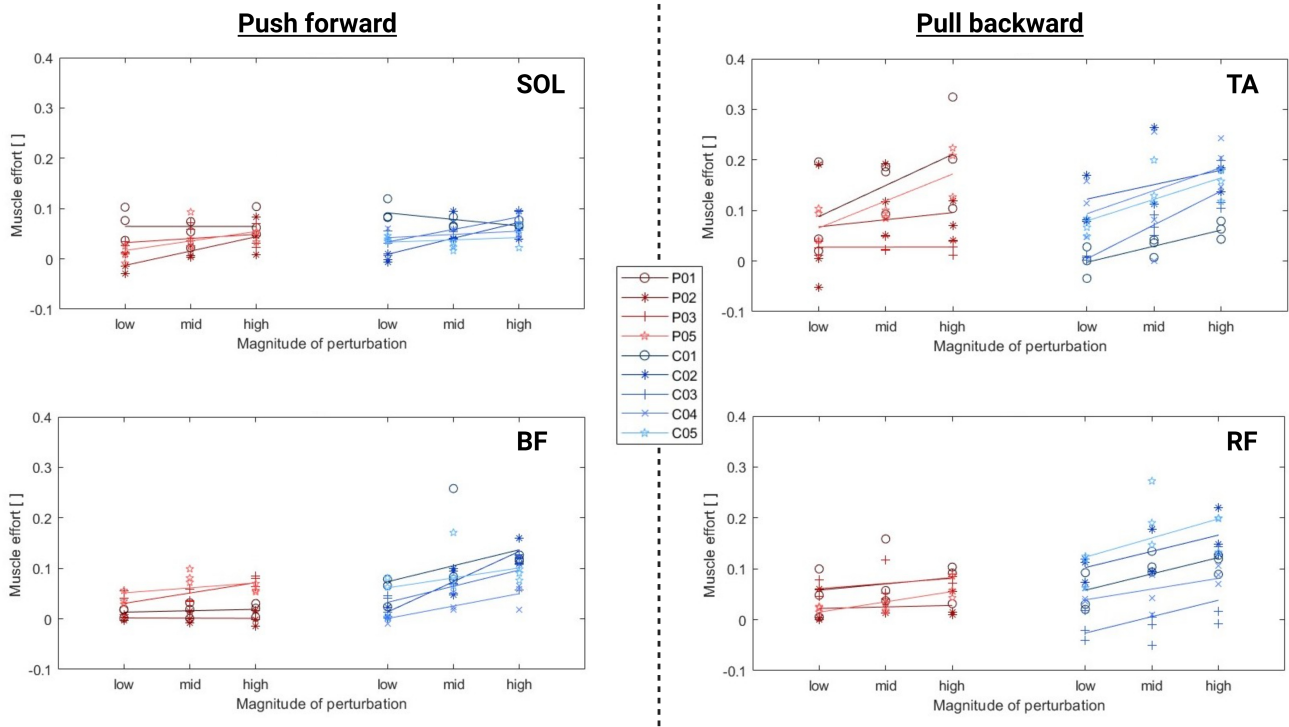 Push forward
Pull backward
0.4
0.3
0.2
0.1
0
-0.1
Muscle effort [ ]
SOL
low mid high low mid high
Magnitude of perturbation
0.4
0.3
0.2
0.1
0
-0.1
Muscle effort [ ]
TA
low mid high low mid high
Magnitude of perturbation
P01
P02
P03
P05
C01
C02
C03
C04
C05
0.4
0.3
0.2
0.1
0
-0.1
Muscle effort [ ]
BF
low mid high low mid high
Magnitude of perturbation
0.4
0.3
0.2
0.1
0
-0.1
Muscle effort [ ]
RF
low mid high low mid high
Magnitude of perturbation